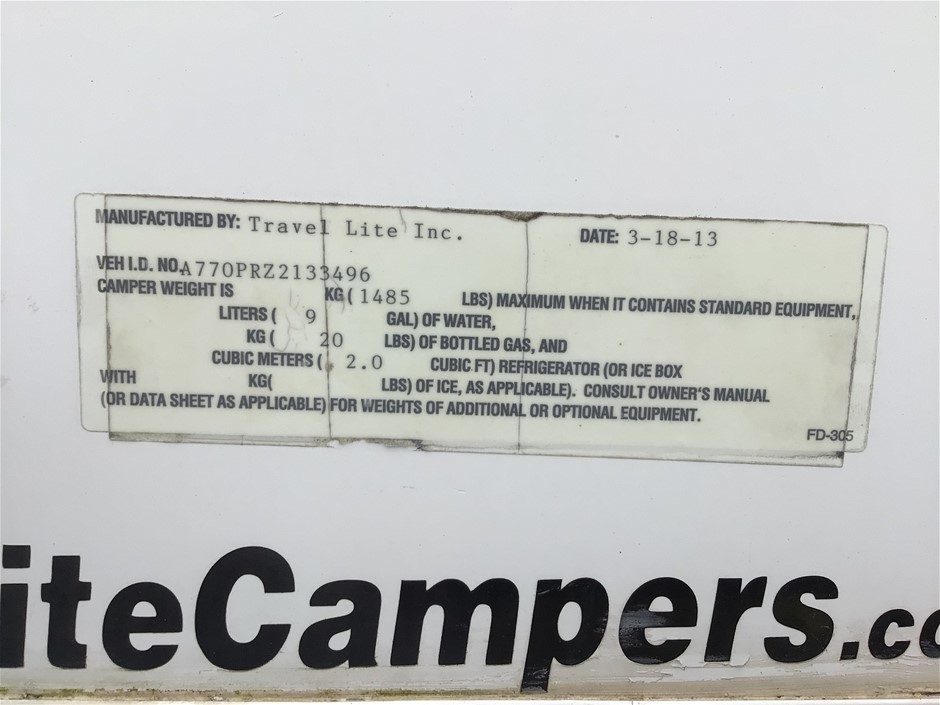 MANUFACTURED BY: Travel Lite Inc. DATE: 3-18-13
VEH I.D. NO. A770PRZ2133496
CAMPER WEIGHT IS KG ( 1485 LBS) MAXIMUM WHEN IT CONTAINS STANDARD EQUIPMENT,
LITERS ( 9 GAL) OF WATER,
KG ( 20 LBS) OF BOTTLED GAS, AND
CUBIC METERS ( 2.0 CUBIC FT) REFRIGERATOR (OR ICE BOX
WITH KG( LBS) OF ICE, AS APPLICABLE). CONSULT OWNER'S MANUAL
(OR DATA SHEET AS APPLICABLE) FOR WEIGHTS OF ADDITIONAL OR OPTIONAL EQUIPMENT.
FD-305
iteCampers.co